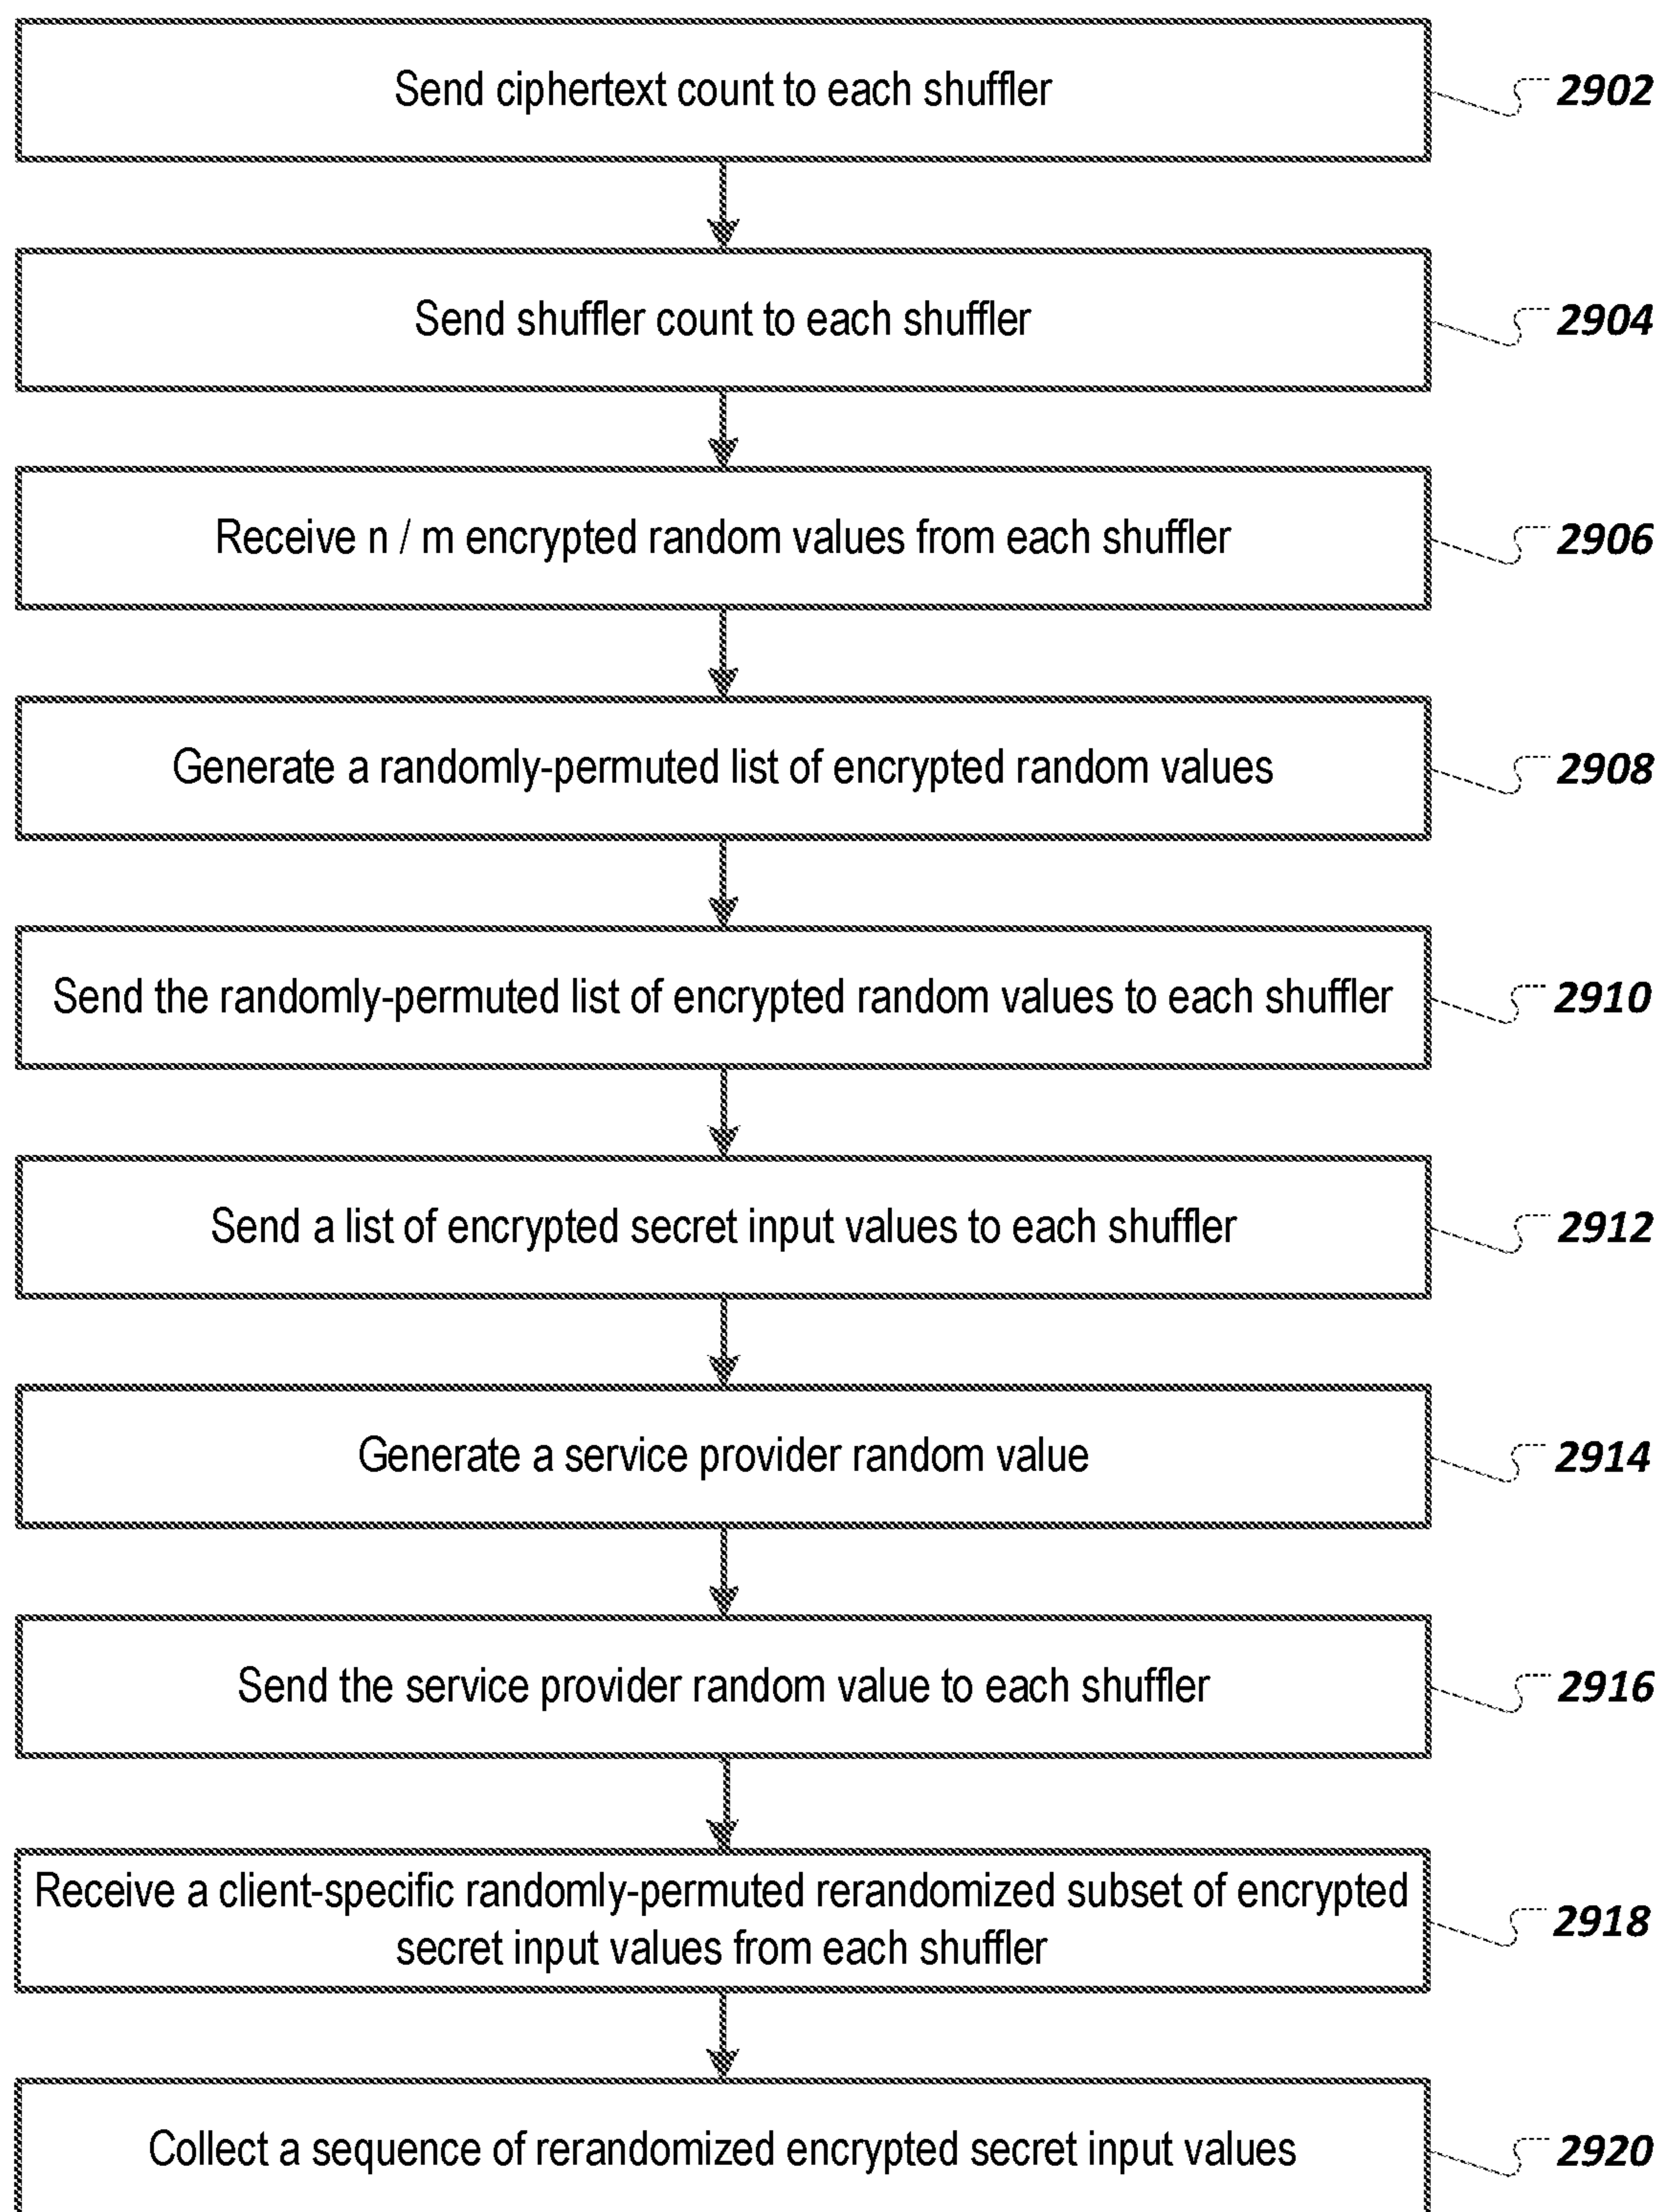 Send ciphertext count to each shuffler
2902
Send shuffler count to each shuffler
2904
Receive n / m encrypted random values from each shuffler
2906
Generate a randomly-permuted list of encrypted random values
2908
Send the randomly-permuted list of encrypted random values to each shuffler
2910
Send a list of encrypted secret input values to each shuffler
2912
Generate a service provider random value
2914
Send the service provider random value to each shuffler
2916
Receive a client-specific randomly-permuted rerandomized subset of encrypted
secret input values from each shuffler
2918
Collect a sequence of rerandomized encrypted secret input values
2920